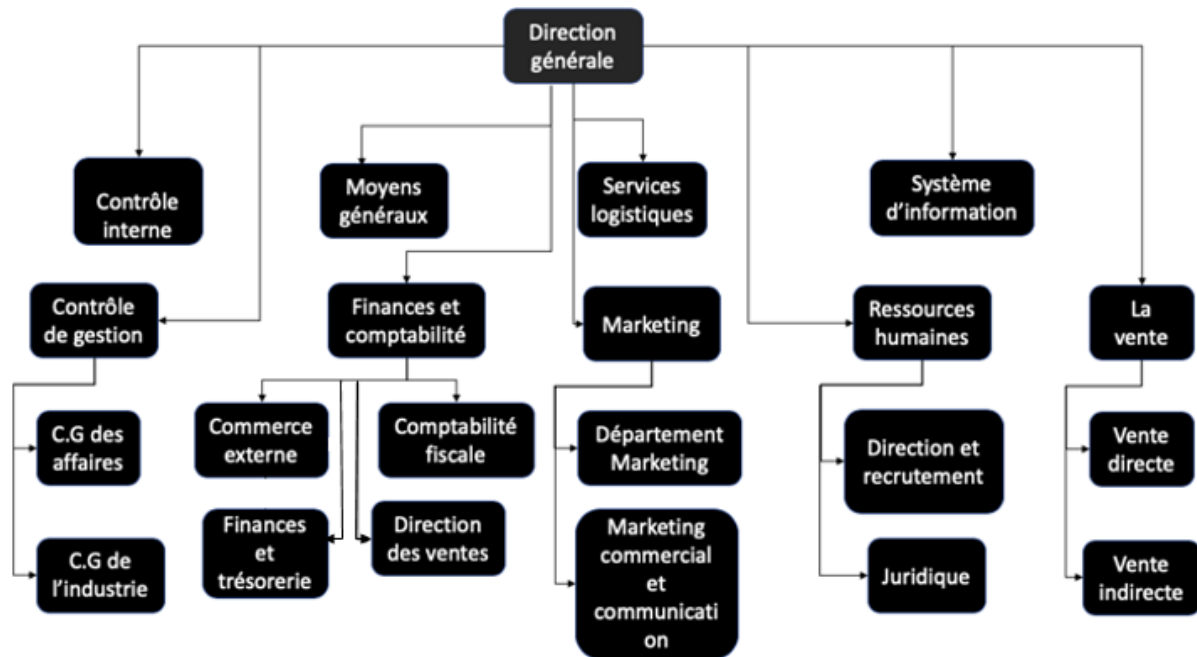 Direction
générale
Contrôle
interne
Moyens
généraux
Services
logistiques
Système
d'information
Contrôle
de gestion
Finances et
comptabilité
Marketing
Ressources
humaines
La
vente
C.G des
affaires
Commerce
externe
Comptabilité
fiscale
Département
Marketing
Direction et
recrutement
Vente
directe
C.G de
l'industrie
Finances
et
trésorerie
Direction
des ventes
Marketing
commercial
et
communicati
on
Juridique
Vente
indirecte